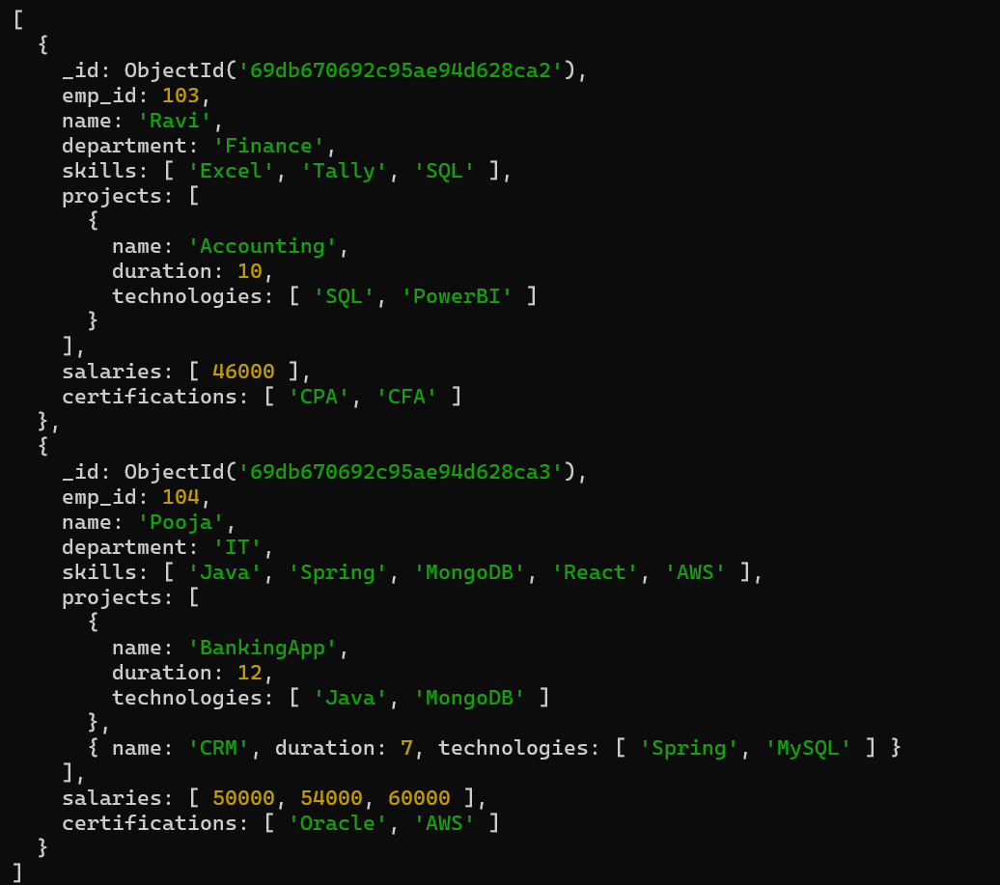 [
  {
    _id: ObjectId('69db670692c95ae94d628ca2'),
    emp_id: 103,
    name: 'Ravi',
    department: 'Finance',
    skills: [ 'Excel', 'Tally', 'SQL' ],
    projects: [
      {
        name: 'Accounting',
        duration: 10,
        technologies: [ 'SQL', 'PowerBI' ]
      }
    ],
    salaries: [ 46000 ],
    certifications: [ 'CPA', 'CFA' ]
  },
  {
    _id: ObjectId('69db670692c95ae94d628ca3'),
    emp_id: 104,
    name: 'Pooja',
    department: 'IT',
    skills: [ 'Java', 'Spring', 'MongoDB', 'React', 'AWS' ],
    projects: [
      {
        name: 'BankingApp',
        duration: 12,
        technologies: [ 'Java', 'MongoDB' ]
      },
      { name: 'CRM', duration: 7, technologies: [ 'Spring', 'MySQL' ] }
    ],
    salaries: [ 50000, 54000, 60000 ],
    certifications: [ 'Oracle', 'AWS' ]
  }
]